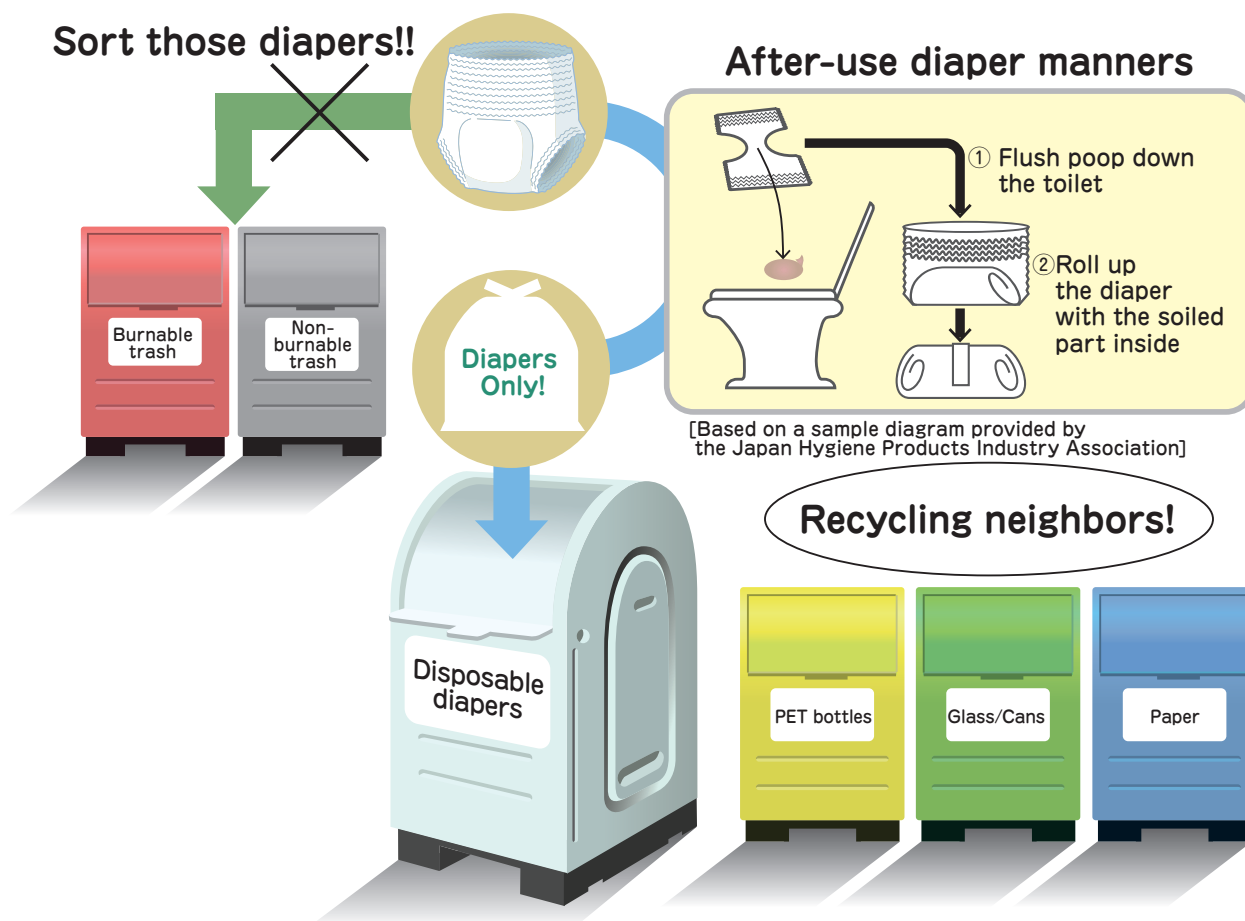 Sort those diapers!!
After-use diaper manners
① Flush poop down
the toilet
②Roll up
the diaper
with the soiled
part inside
[Based on a sample diagram provided by
the Japan Hygiene Products Industry Association]
Burnable
trash
Non-
burnable
trash
Diapers
Only!
Disposable
diapers
Recycling neighbors!
PET bottles
Glass/Cans
Paper